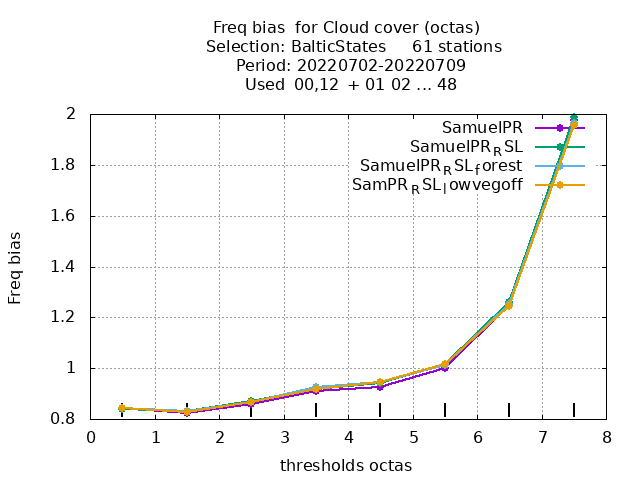 Freq bias for Cloud cover (octas)
Selection: BalticStates 61 stations
Period: 20220702-20220709
Used 00,12 + 01 02 ... 48
SamuelPR
SamuelPR_RSL
SamuelPR_RSL_forest
SamPR_RSL_lowvegoff
2
1.8
1.6
1.4
1.2
1
0.8
Freq bias
0 1 2 3 4 5 6 7 8
thresholds octas